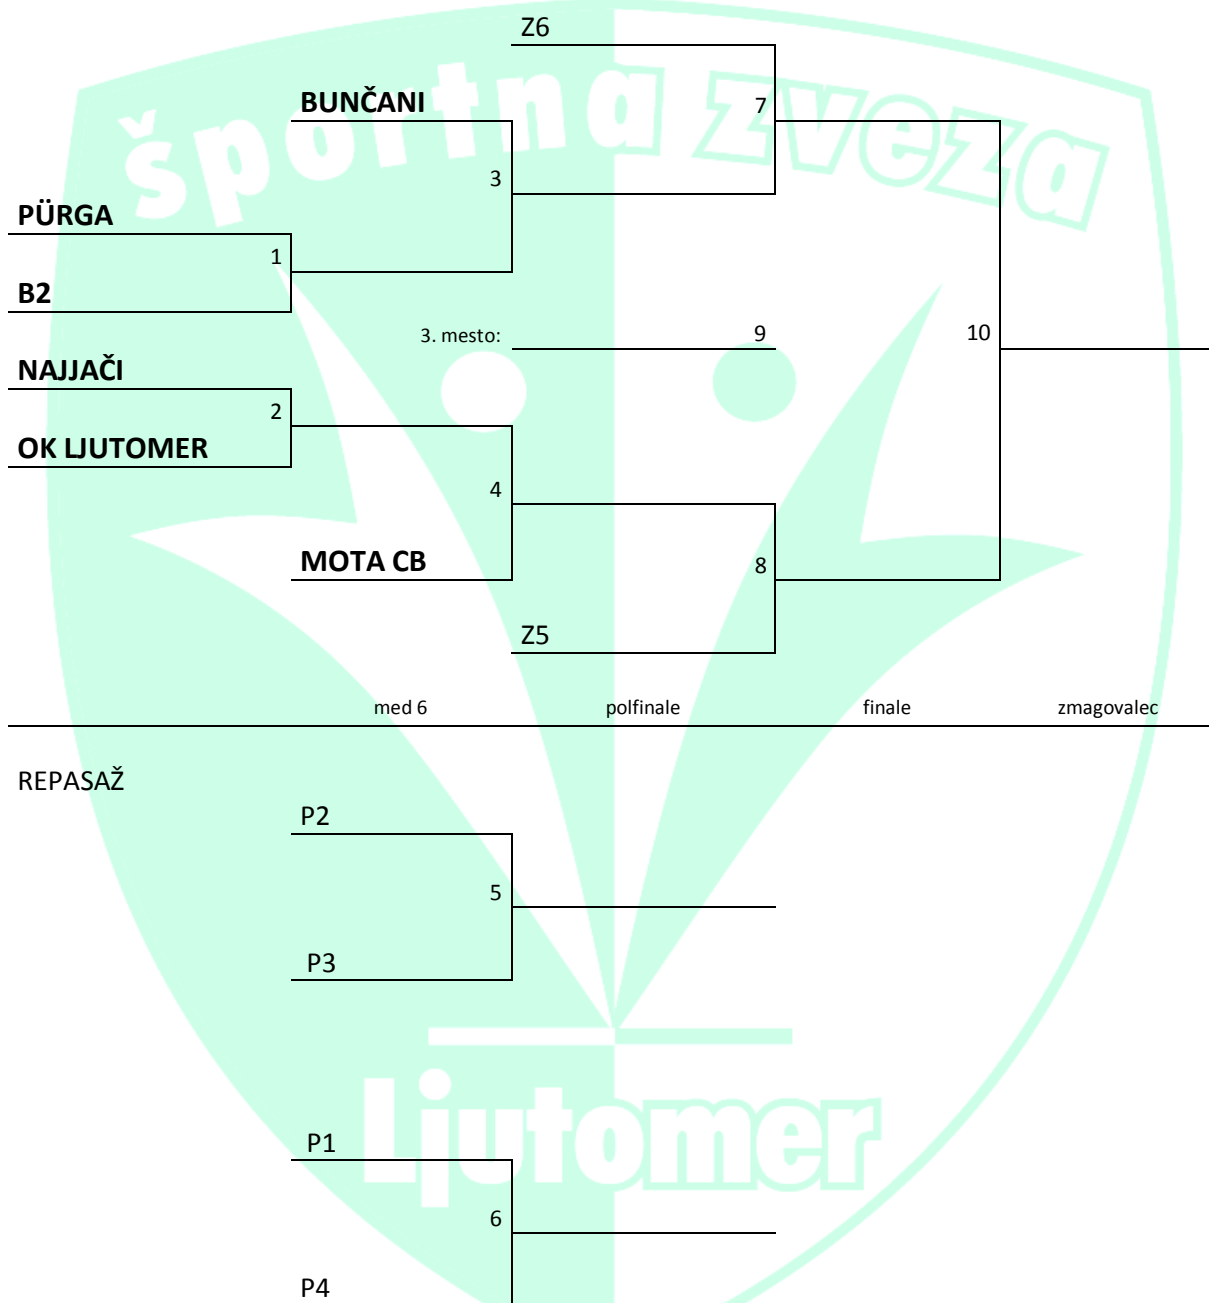 Z6
BUNČANI
7
3
PÜRGA
1
B2
3. mesto:
9
10
NAJJAČI
2
OK LJUTOMER
4
MOTA CB
8
Z5
med 6
polfinale
finale
zmagovalec
REPASAŽ
P2
5
P3
P1
6
P4
športna zveza
Ljutomer